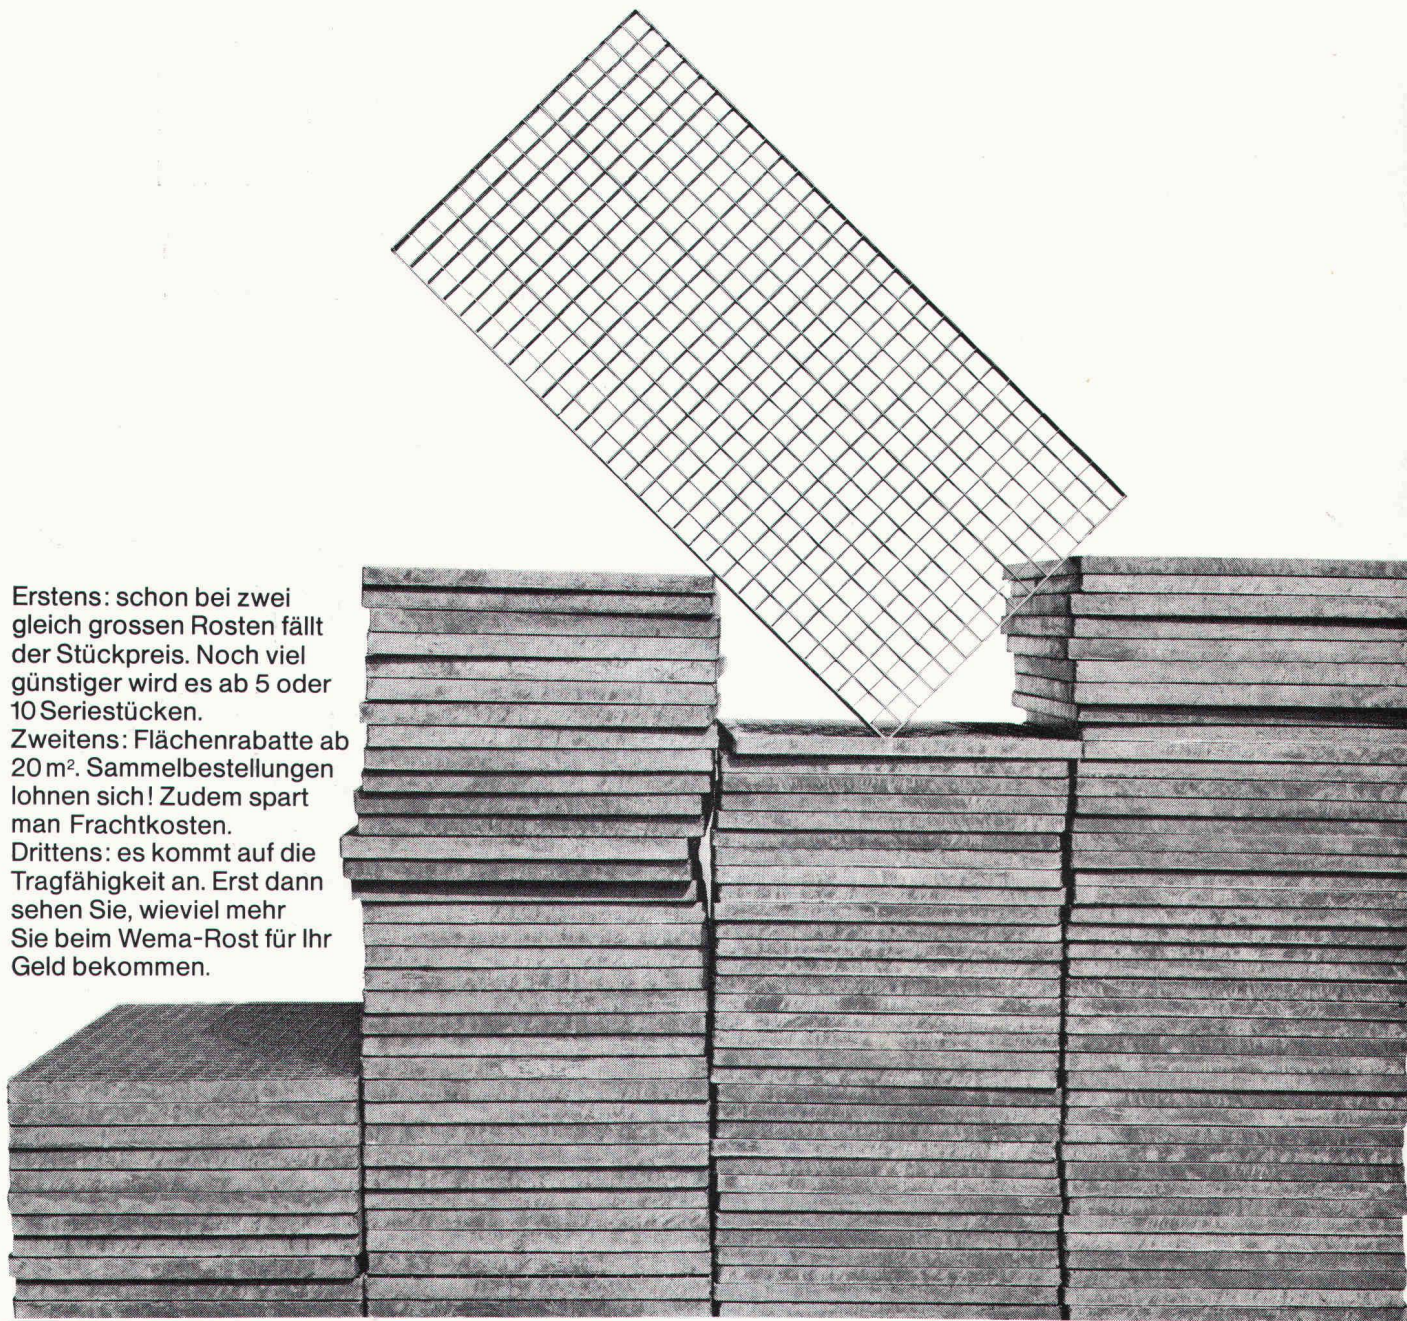 Erstens: schon bei zwei
gleich grossen Rosten fällt
der Stückpreis. Noch viel
günstiger wird es ab 5 oder
10 Seriestücken.
Zweitens: Flächenrabatte ab
20 m². Sammelbestellungen
lohnen sich! Zudem spart
man Frachtkosten.
Drittens: es kommt auf die
Tragfähigkeit an. Erst dann
sehen Sie, wieviel mehr
Sie beim Wema-Rost für Ihr
Geld bekommen.